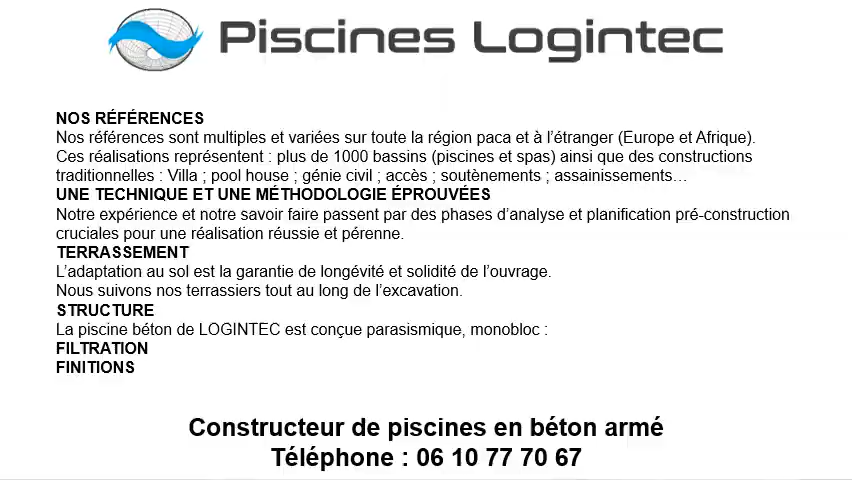 Piscines Logintec
NOS RÉFÉRENCES
Nos références sont multiples et variées sur toute la région paca et à l’étranger (Europe et Afrique).
Ces réalisations représentent : plus de 1000 bassins (piscines et spas) ainsi que des constructions
traditionnelles : Villa ; pool house ; génie civil ; accès ; soutènements ; assainissements…
UNE TECHNIQUE ET UNE MÉTHODOLOGIE ÉPROUVÉES
Notre expérience et notre savoir faire passent par des phases d’analyse et planification pré-construction
cruciales pour une réalisation réussie et pérenne.
TERRASSEMENT
L’adaptation au sol est la garantie de longévité et solidité de l’ouvrage.
Nous suivons nos terrassiers tout au long de l’excavation.
STRUCTURE
La piscine béton de LOGINTEC est conçue parasismique, monobloc :
FILTRATION
FINITIONS
Constructeur de piscines en béton armé
Téléphone : 06 10 77 70 67